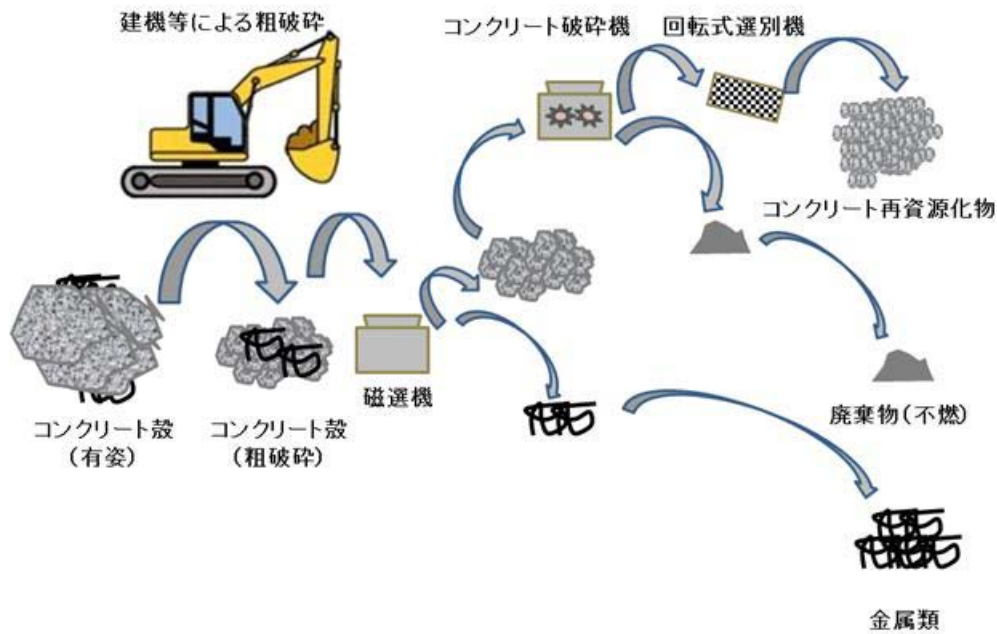 建機等による粗破砕
コンクリート破砕機
回転式選別機
コンクリート再資源化物
磁選機
コンクリート殻
（有姿）
コンクリート殻
（粗破砕）
廃棄物（不燃）
金属類